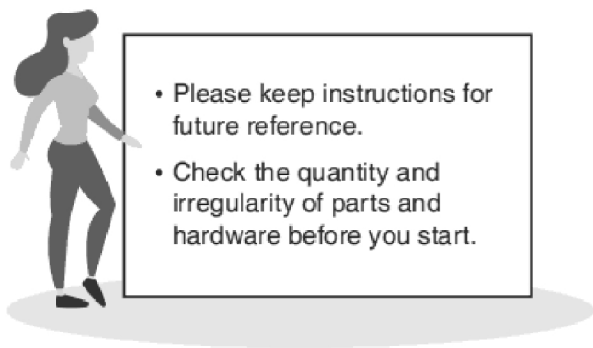 • Please keep instructions for
future reference.
• Check the quantity and
irregularity of parts and
hardware before you start.